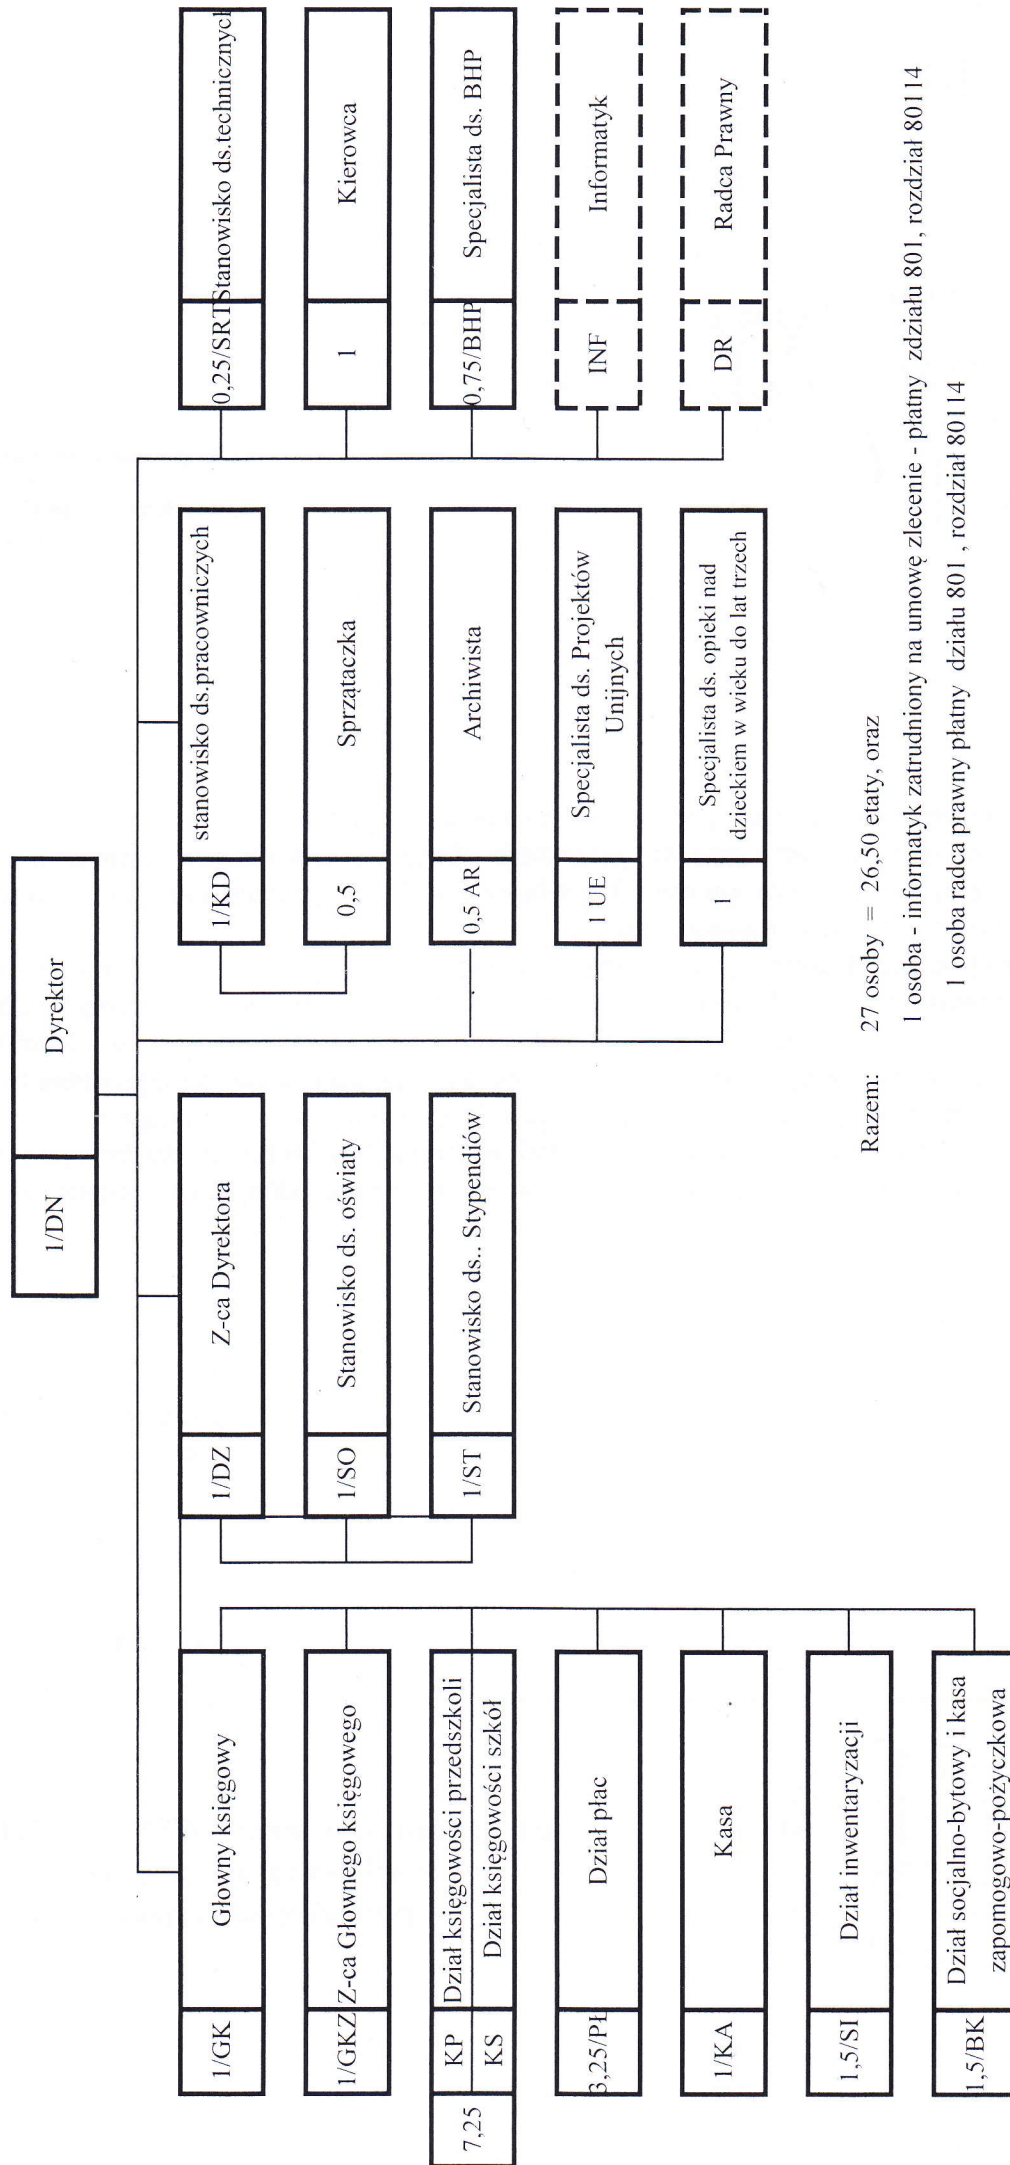 1/DN Dyrektor
1/GK Głowny księgowy
1/GKZ Z-ca Głownego księgowego
7,25
KP Dział księgowości przedszkoli
KS Dział księgowości szkół
3,25/PŁ Dział płac
1/KA Kasa
1,5/SI Dział inwentaryzacji
1,5/BK Dział socjalno-bytowy i kasa
zapomogowo-pożyczkowa
1/DZ Z-ca Dyrektora
1/SO Stanowisko ds. oświaty
1/ST Stanowisko ds.. Stypendiów
1/KD stanowisko ds.pracowniczych
0,5 Sprzątaczka
0,5 AR Archiwista
1 UE Specjalista ds. Projektów
Unijnych
1 Specjalista ds. opieki nad
dzieckiem w wieku do lat trzech
0,25/SRT Stanowisko ds.technicznych
1 Kierowca
0,75/BHP Specjalista ds. BHP
INF Informatyk
DR Radca Prawny
Razem: 27 osoby = 26,50 etaty, oraz
1 osoba - informatyk zatrudniony na umowę zlecenie - płatny zdziału 801, rozdział 80114
1 osoba radca prawny płatny działu 801 , rozdział 80114